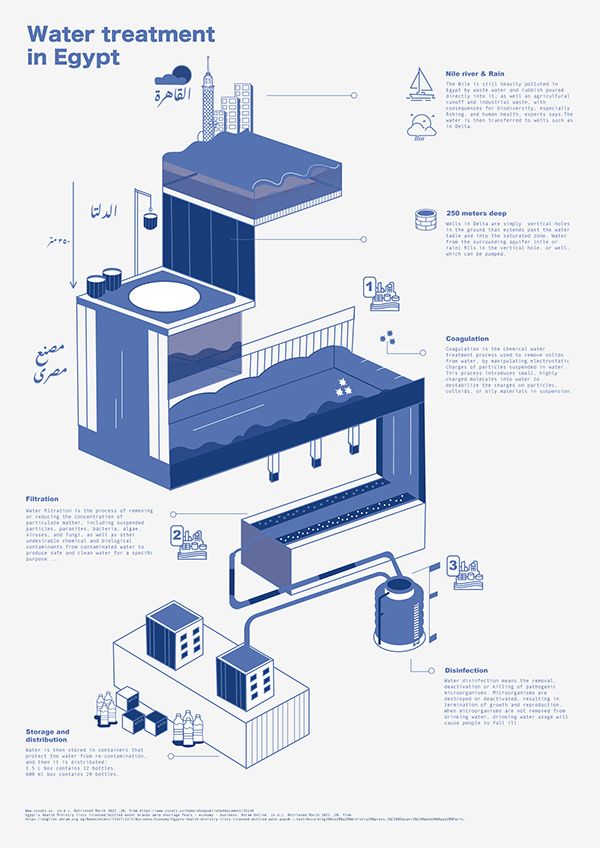 Water treatment
in Egypt
القاهرة
Nile river & Rain
The Nile is still heavily polluted in
Egypt by waste water and rubbish poured
directly into it, as well as agricultural
runoff and industrial waste, with
consequences for biodiversity, especially
fishing, and human health, experts says.The
water is then transferred to wells such as
in Delta.
الدلتا
٢٥٠ متر
250 meters deep
Wells in Delta are simply vertical holes
in the ground that extends past the water
table and into the saturated zone. Water
from the surrounding aquifer (nile or
rain) fills in the vertical hole, or well,
which can be pumped.
1
مصنع
مصرى
Coagulation
Coagulation is the chemical water
treatment process used to remove solids
from water, by manipulating electrostatic
charges of particles suspended in water.
This process introduces small, highly
charged molecules into water to
destabilize the charges on particles,
colloids, or oily materials in suspension.
Filtration
Water filtration is the process of removing
or reducing the concentration of
particulate matter, including suspended
particles, parasites, bacteria, algae,
viruses, and fungi, as well as other
undesirable chemical and biological
contaminants from contaminated water to
produce safe and clean water for a specific
purpose ...
2
3
Disinfection
Water disinfection means the removal,
deactivation or killing of pathogenic
microorganisms. Microorganisms are
destroyed or deactivated, resulting in
termination of growth and reproduction.
When microorganisms are not removed from
drinking water, drinking water usage will
cause people to fall ill.
Storage and
distribution
Water is then stored in containers that
protect the water from re-contamination,
and then it is distributed:
1.5 L box contains 12 bottles.
600 ml box contains 20 bottles.